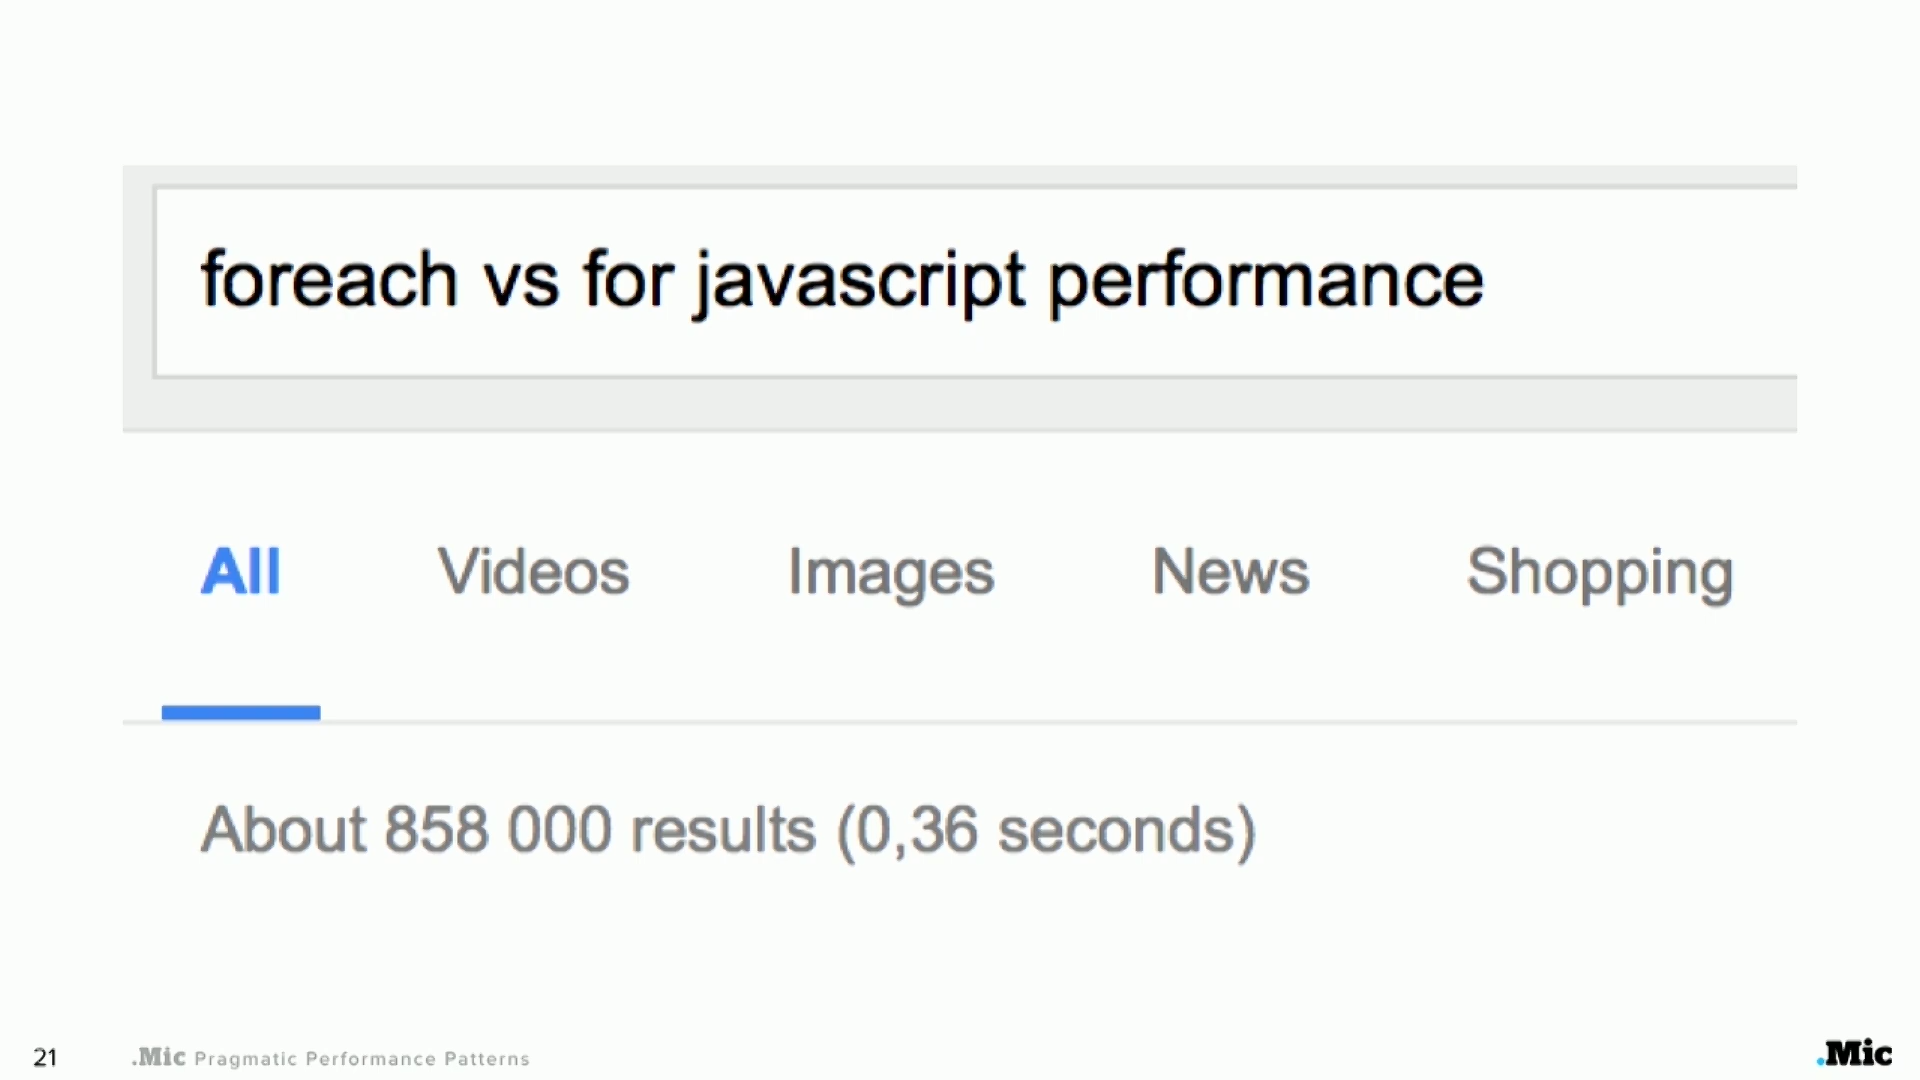 foreach vs for javascript performance
All Videos Images News Shopping
About 858 000 results (0,36 seconds)
21 .Mic Pragmatic Performance Patterns .Mic